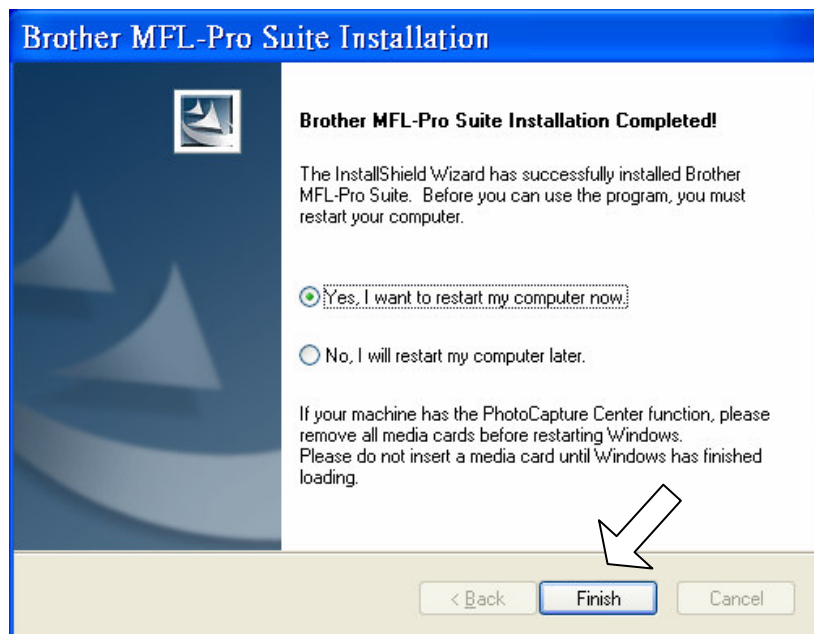 Brother MFL-Pro Suite Installation
Brother MFL-Pro Suite Installation Completed!
The InstallShield Wizard has successfully installed Brother
MFL-Pro Suite.  Before you can use the program, you must
restart your computer.
Yes, I want to restart my computer now.
No, I will restart my computer later.
If your machine has the PhotoCapture Center function, please
remove all media cards before restarting Windows.
Please do not insert a media card until Windows has finished
loading.
< Back Finish Cancel